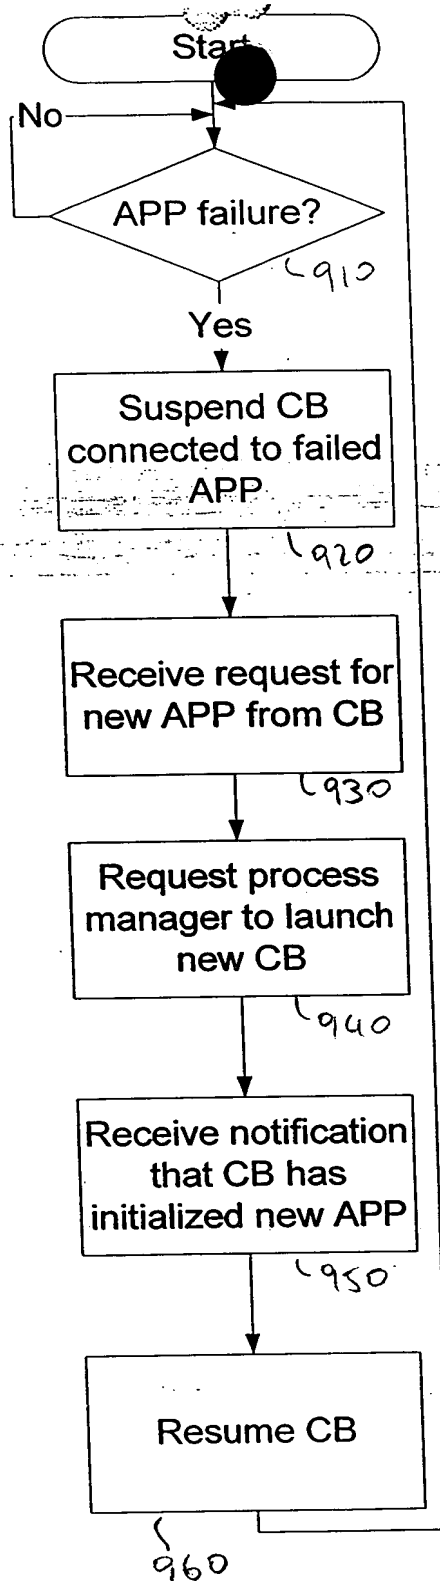 Start
No
APP failure?
910
Yes
Suspend CB
connected to failed
APP
920
Receive request for
new APP from CB
930
Request process
manager to launch
new CB
940
Receive notification
that CB has
initialized new APP
950
Resume CB
960